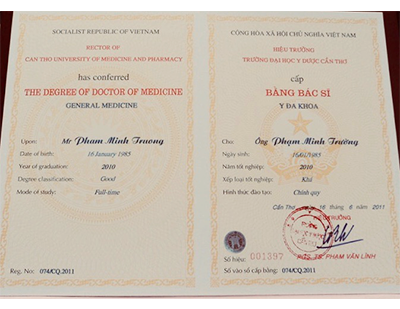 SOCIALIST REPUBLIC OF VIETNAM
RECTOR OF
CAN THO UNIVERSITY OF MEDICINE AND PHARMACY
has conferred
THE DEGREE OF DOCTOR OF MEDICINE
GENERAL MEDICINE
Upon: Mr Pham Minh Truong
Date of birth: 16 January 1985
Year of graduation: 2010
Degree classification: Good
Mode of study: Full-time
Reg. No: 074/CQ.2011
CỘNG HÒA XÃ HỘI CHỦ NGHĨA VIỆT NAM
HIỆU TRƯỞNG
TRƯỜNG ĐẠI HỌC Y DƯỢC CẦN THƠ
cấp
BẰNG BÁC SĨ
Y ĐA KHOA
Cho: Ông Phạm Minh Trường
Ngày sinh: 16/01/1985
Năm tốt nghiệp: 2010
Xếp loại tốt nghiệp: Khá
Hình thức đào tạo: Chính quy
Cần Thơ 16 6 2011
TRƯỞNG
Số hiệu: 001397
PGS. TS. PHẠM VĂN LĨNH
Số vào sổ cấp bằng: 074/CQ.2011